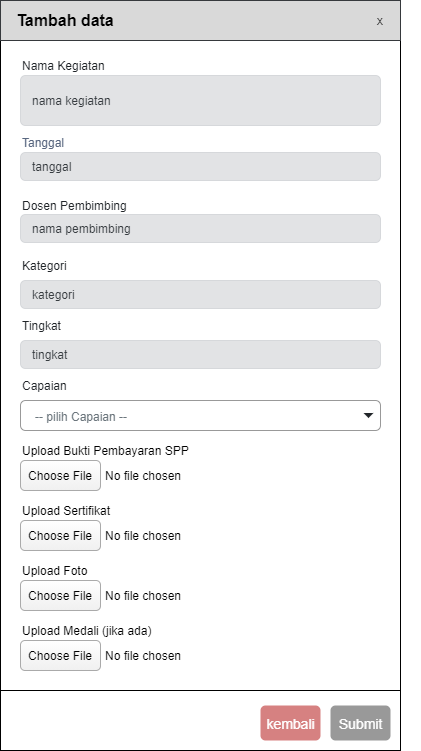 Tambah data x
Nama Kegiatan
nama kegiatan
Tanggal
tanggal
Dosen Pembimbing
nama pembimbing
Kategori
kategori
Tingkat
tingkat
Capaian
-- pilih Capaian --
Upload Bukti Pembayaran SPP
Choose File No file chosen
Upload Sertifikat
Choose File No file chosen
Upload Foto
Choose File No file chosen
Upload Medali (jika ada)
Choose File No file chosen
kembali Submit